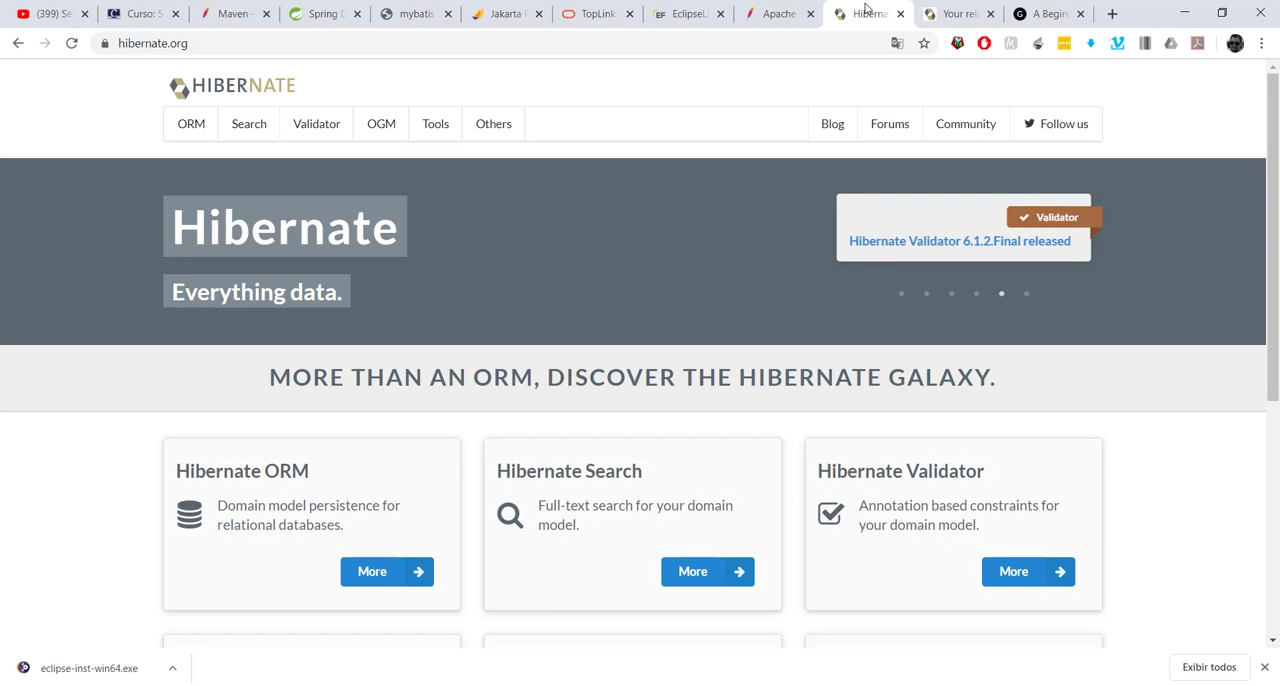 (399) Sé
Curso: 5
Maven –
Spring D
mybatis
Jakarta P
TopLink
EclipseLi
Apache
Hibernat
Your rel
A Begin
hibernate.org
HIBERNATE
ORM
Search
Validator
OGM
Tools
Others
Blog
Forums
Community
Follow us
Hibernate
Everything data.
Validator
Hibernate Validator 6.1.2.Final released
MORE THAN AN ORM, DISCOVER THE HIBERNATE GALAXY.
Hibernate ORM
Domain model persistence for
relational databases.
More
Hibernate Search
Full-text search for your domain
model.
More
Hibernate Validator
Annotation based constraints for
your domain model.
More
eclipse-inst-win64.exe
Exibir todos